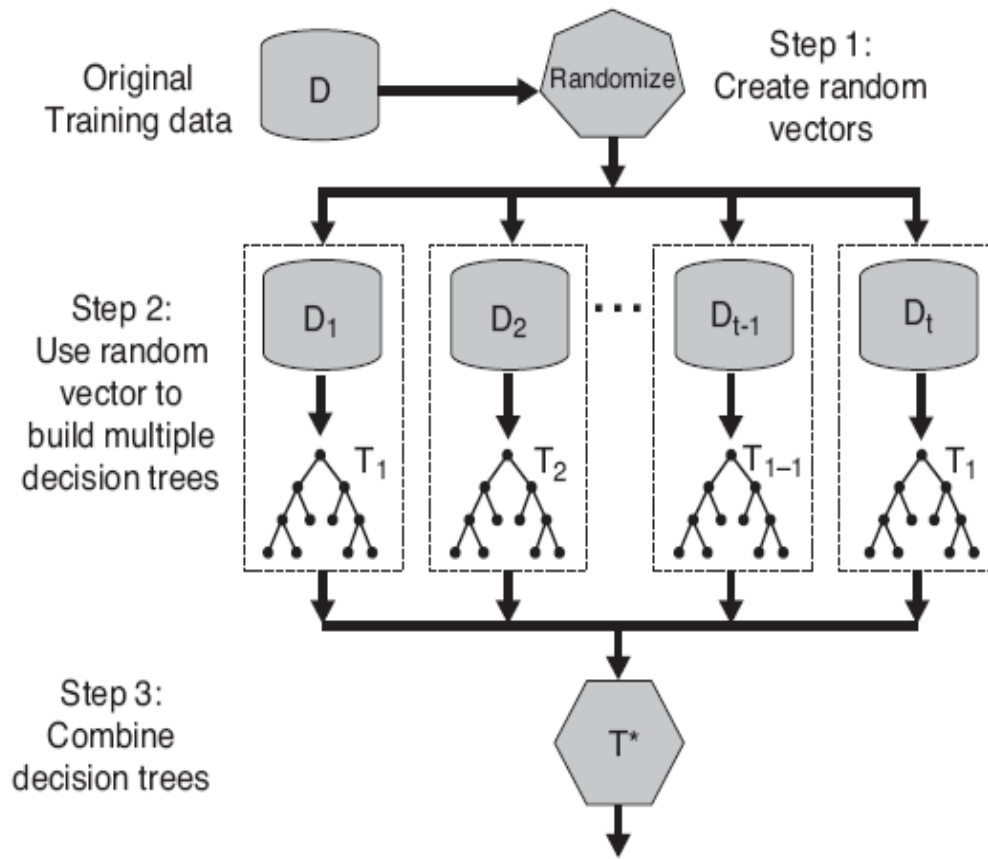 Original
Training data
D
Randomize
Step 1:
Create random
vectors
Step 2:
Use random
vector to
build multiple
decision trees
D₁
D₂
...
Dₜ₋₁
Dₜ
T₁
T₂
T₁₋₁
T₁
Step 3:
Combine
decision trees
T*